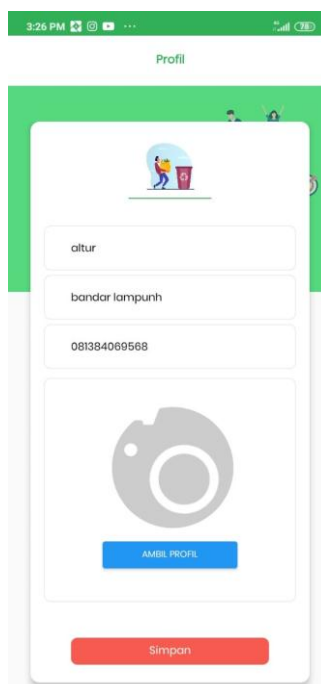 3:26 PM ...
78
Profil
altur
bandar lampunh
081384069568
AMBIL PROFIL
Simpan